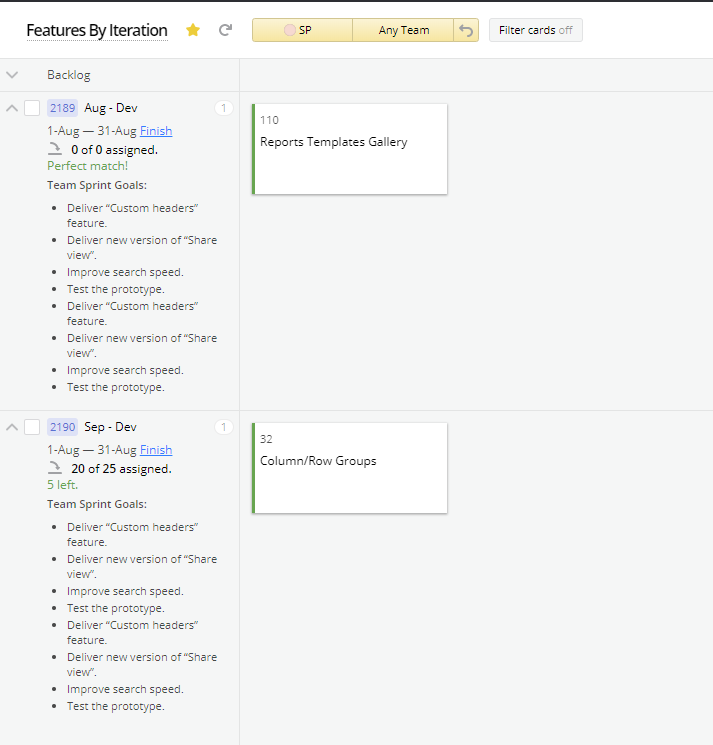 Features By Iteration
SP
Any Team
Filter cards off
Backlog
2189 Aug - Dev 1
1-Aug — 31-Aug Finish
0 of 0 assigned.
Perfect match!
Team Sprint Goals:
Deliver “Custom headers”
feature.
Deliver new version of “Share
view”.
Improve search speed.
Test the prototype.
Deliver “Custom headers”
feature.
Deliver new version of “Share
view”.
Improve search speed.
Test the prototype.
110
Reports Templates Gallery
2190 Sep - Dev 1
1-Aug — 31-Aug Finish
20 of 25 assigned.
5 left.
Team Sprint Goals:
Deliver “Custom headers”
feature.
Deliver new version of “Share
view”.
Improve search speed.
Test the prototype.
Deliver “Custom headers”
feature.
Deliver new version of “Share
view”.
Improve search speed.
Test the prototype.
32
Column/Row Groups